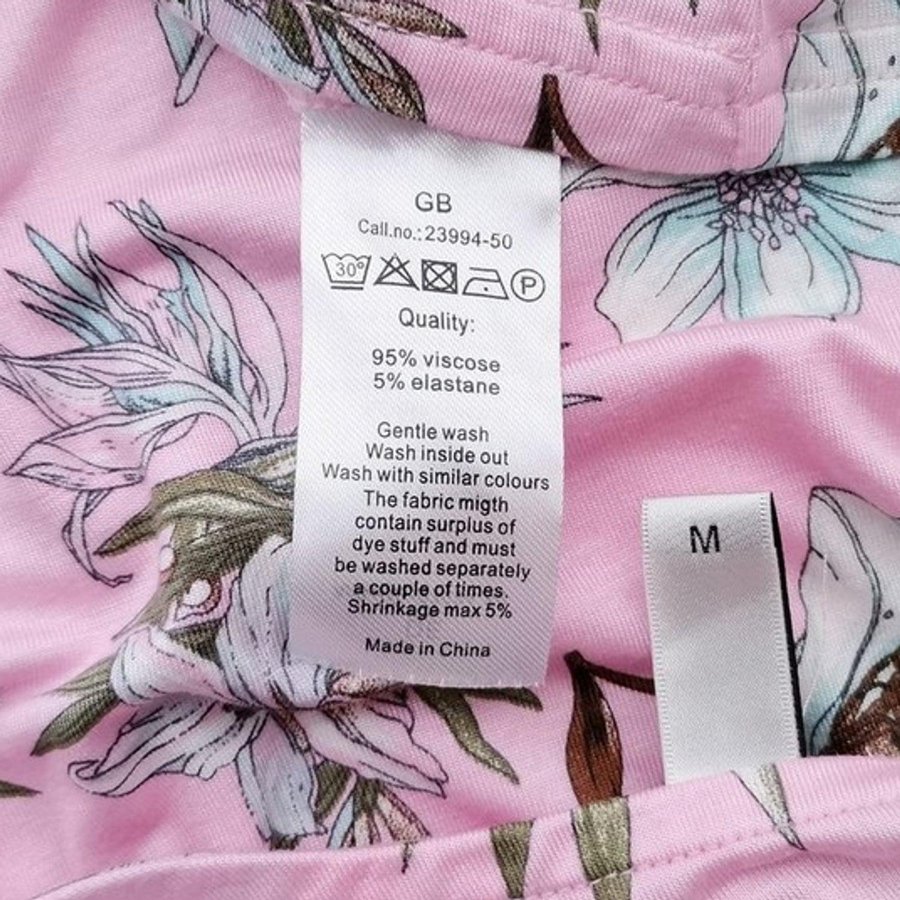 GB
Call.no.:23994-50
30°
P
Quality:
95% viscose
5% elastane
Gentle wash
Wash inside out
Wash with similar colours
The fabric migth
contain surplus of
dye stuff and must
be washed separately
a couple of times.
Shrinkage max 5%
Made in China
M